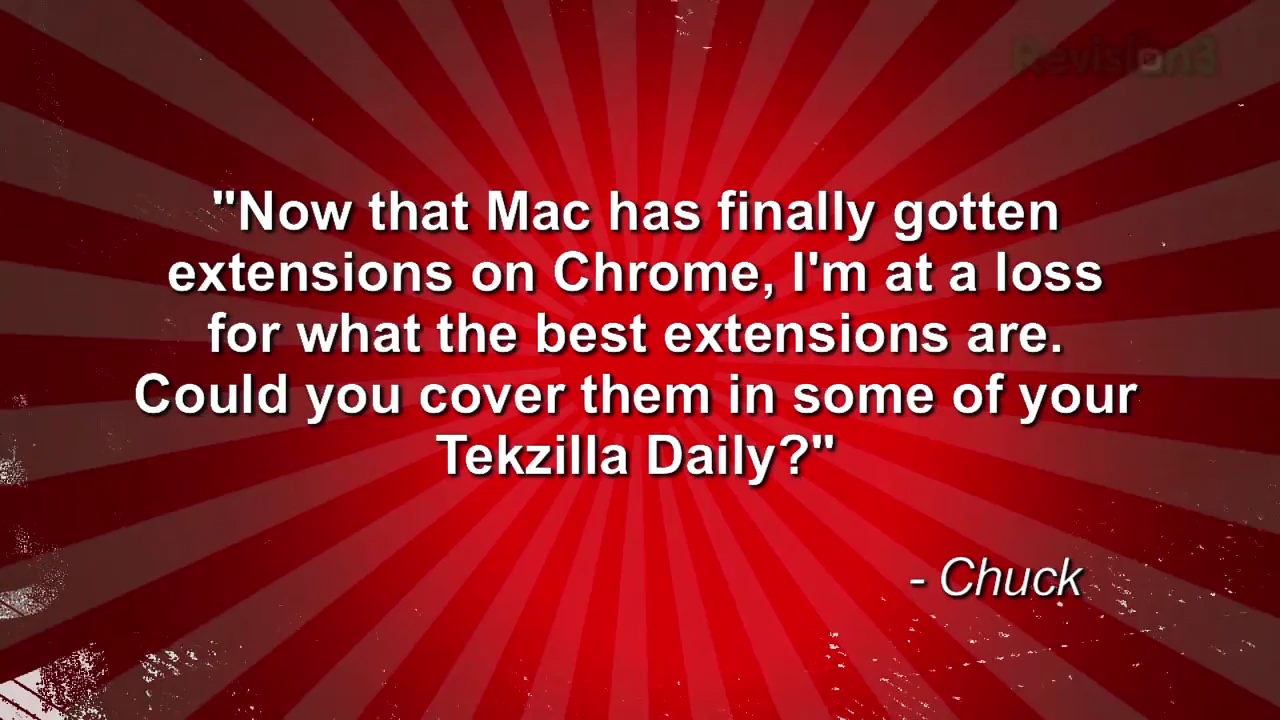 Revision3
"Now that Mac has finally gotten
extensions on Chrome, I'm at a loss
for what the best extensions are.
Could you cover them in some of your
Tekzilla Daily?"
- Chuck